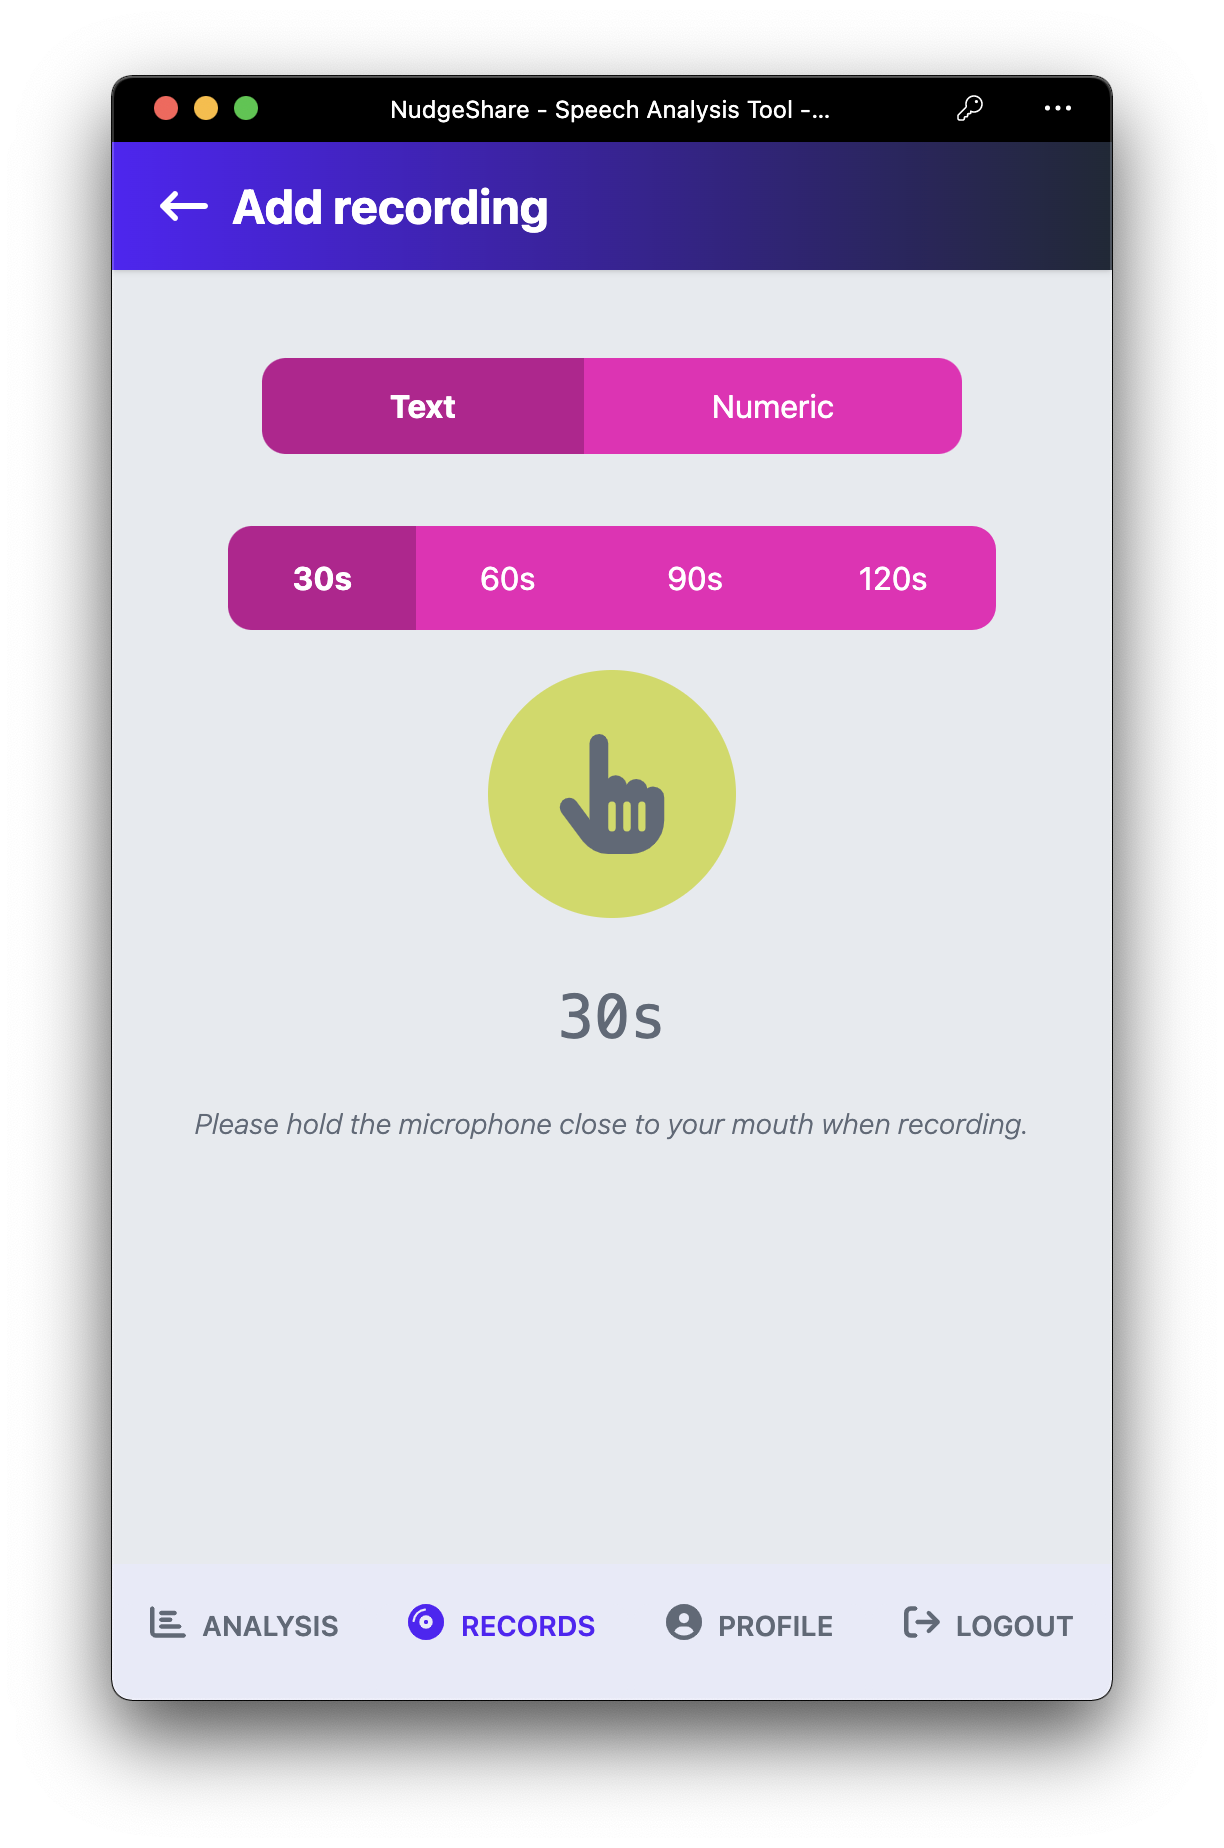 NudgeShare - Speech Analysis Tool -...
Add recording
Text Numeric
30s 60s 90s 120s
30s
Please hold the microphone close to your mouth when recording.
ANALYSIS RECORDS PROFILE LOGOUT